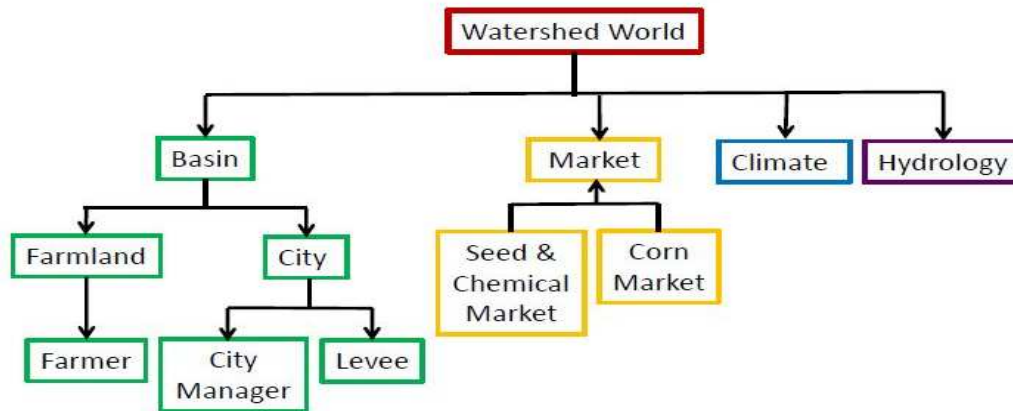 Watershed World
Basin
Market
Climate
Hydrology
Farmland
City
Seed &
Chemical
Market
Corn
Market
Farmer
City
Manager
Levee